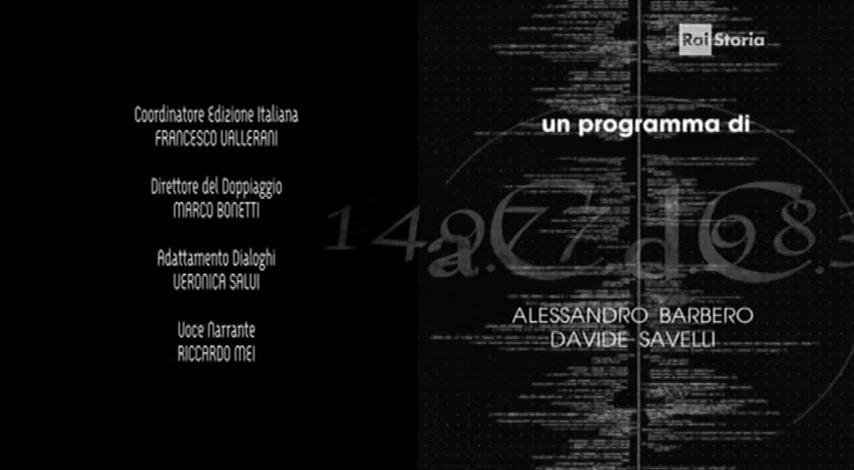 Coordinatore Edizione Italiana
FRANCESCO VALLERANI
Direttore del Doppiaggio
MARCO BONETTI
Adattamento Dialoghi
VERONICA SALVI
Voce Narrante
RICCARDO MEI
Rai Storia
un programma di
a.C.d.C.
ALESSANDRO BARBERO
DAVIDE SAVELLI